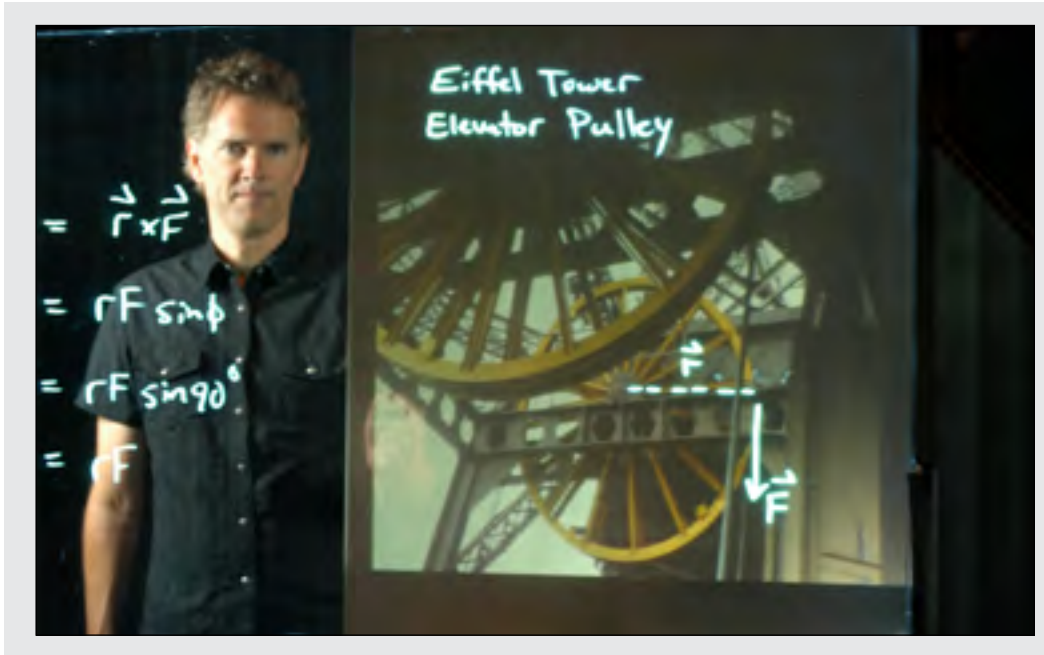 Eiffel Tower
Elevator Pulley
= r⃗ × F⃗
= rF sinϕ
= rF sin90°
= rF
r⃗
F⃗